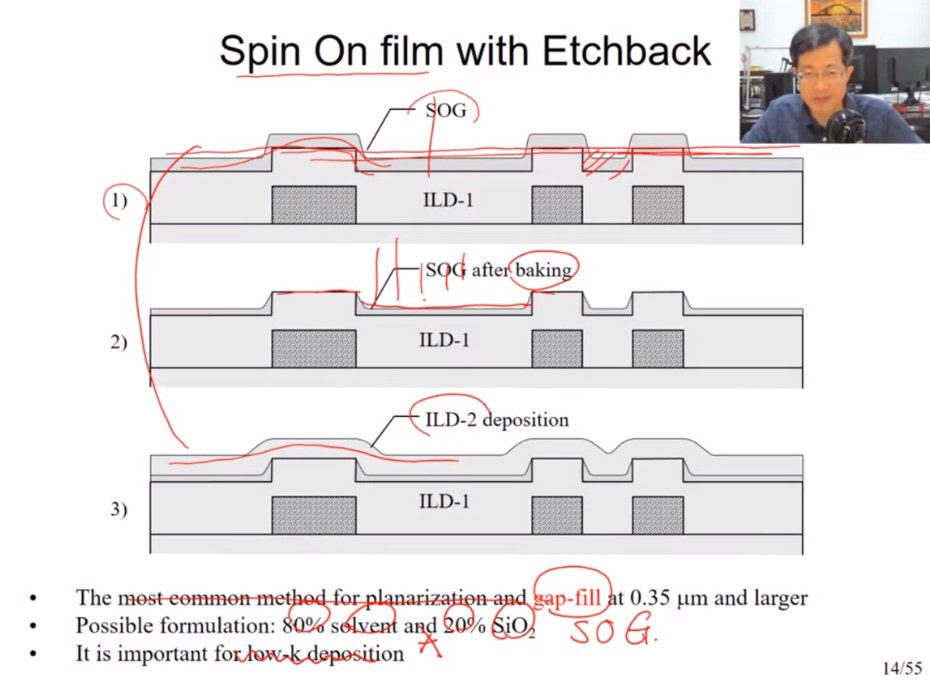 Spin On film with Etchback
SOG
1)
ILD-1
SOG after baking
2)
ILD-1
ILD-2 deposition
3)
ILD-1
• The most common method for planarization and gap-fill at 0.35 μm and larger
• Possible formulation: 80% solvent and 20% SiO₂
SOG.
• It is important for low-k deposition
14/55